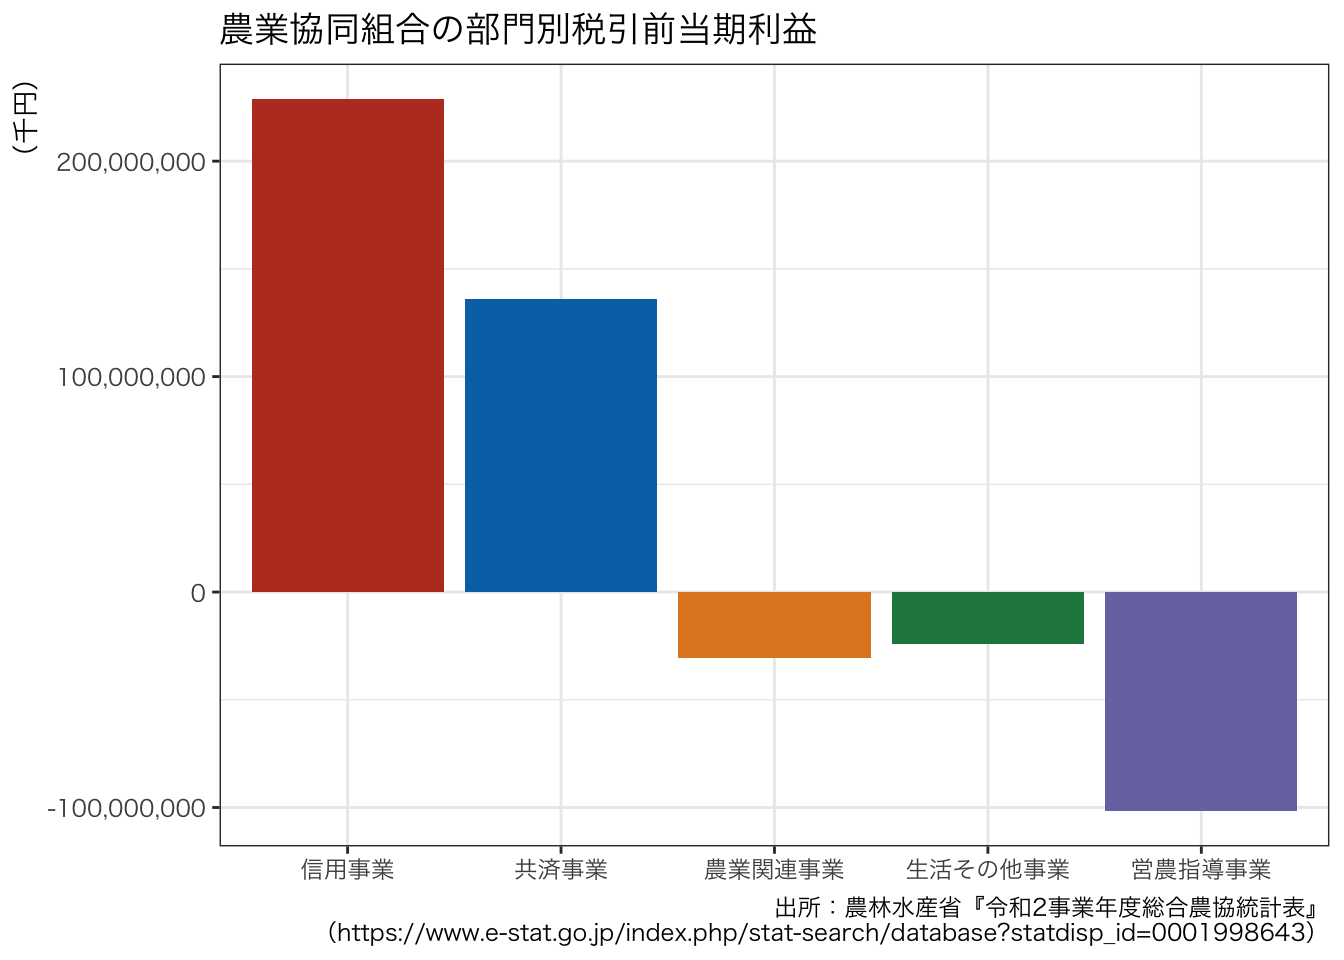 農業協同組合の部門別税引前当期利益
（千円）
200,000,000
100,000,000
0
-100,000,000
信用事業
共済事業
農業関連事業
生活その他事業
営農指導事業
出所：農林水産省『令和2事業年度総合農協統計表』
（https://www.e-stat.go.jp/index.php/stat-search/database?statdisp_id=0001998643）